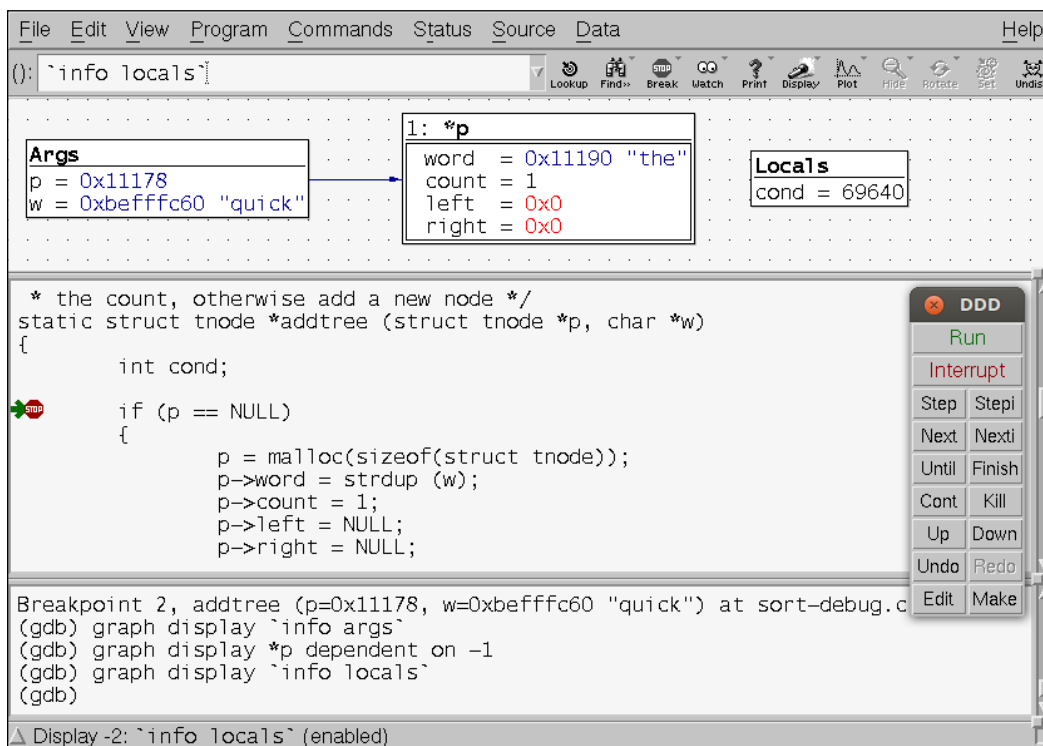 File Edit View Program Commands Status Source Data Help
(): `info locals`
Lookup Find» Break Watch Print Display Plot Hide Rotate Set Undis
STOP
Args
p = 0x11178
w = 0xbefffc60 "quick"
1: *p
word = 0x11190 "the"
count = 1
left = 0x0
right = 0x0
Locals
cond = 69640
* the count, otherwise add a new node */
static struct tnode *addtree (struct tnode *p, char *w)
{
int cond;
STOP if (p == NULL)
{
p = malloc(sizeof(struct tnode));
p->word = strdup (w);
p->count = 1;
p->left = NULL;
p->right = NULL;
DDD
Run
Interrupt
Step Stepi
Next Nexti
Until Finish
Cont Kill
Up Down
Undo Redo
Edit Make
Breakpoint 2, addtree (p=0x11178, w=0xbefffc60 "quick") at sort-debug.c
(gdb) graph display `info args`
(gdb) graph display *p dependent on -1
(gdb) graph display `info locals`
(gdb)
Display -2: `info locals` (enabled)